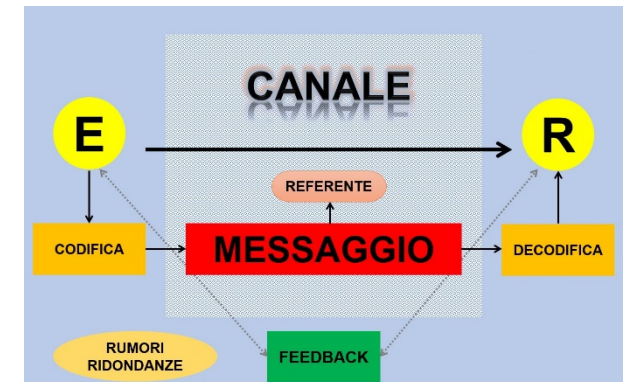 CANALE
E
R
REFERENTE
CODIFICA
MESSAGGIO
DECODIFICA
RUMORI
RIDONDANZE
FEEDBACK